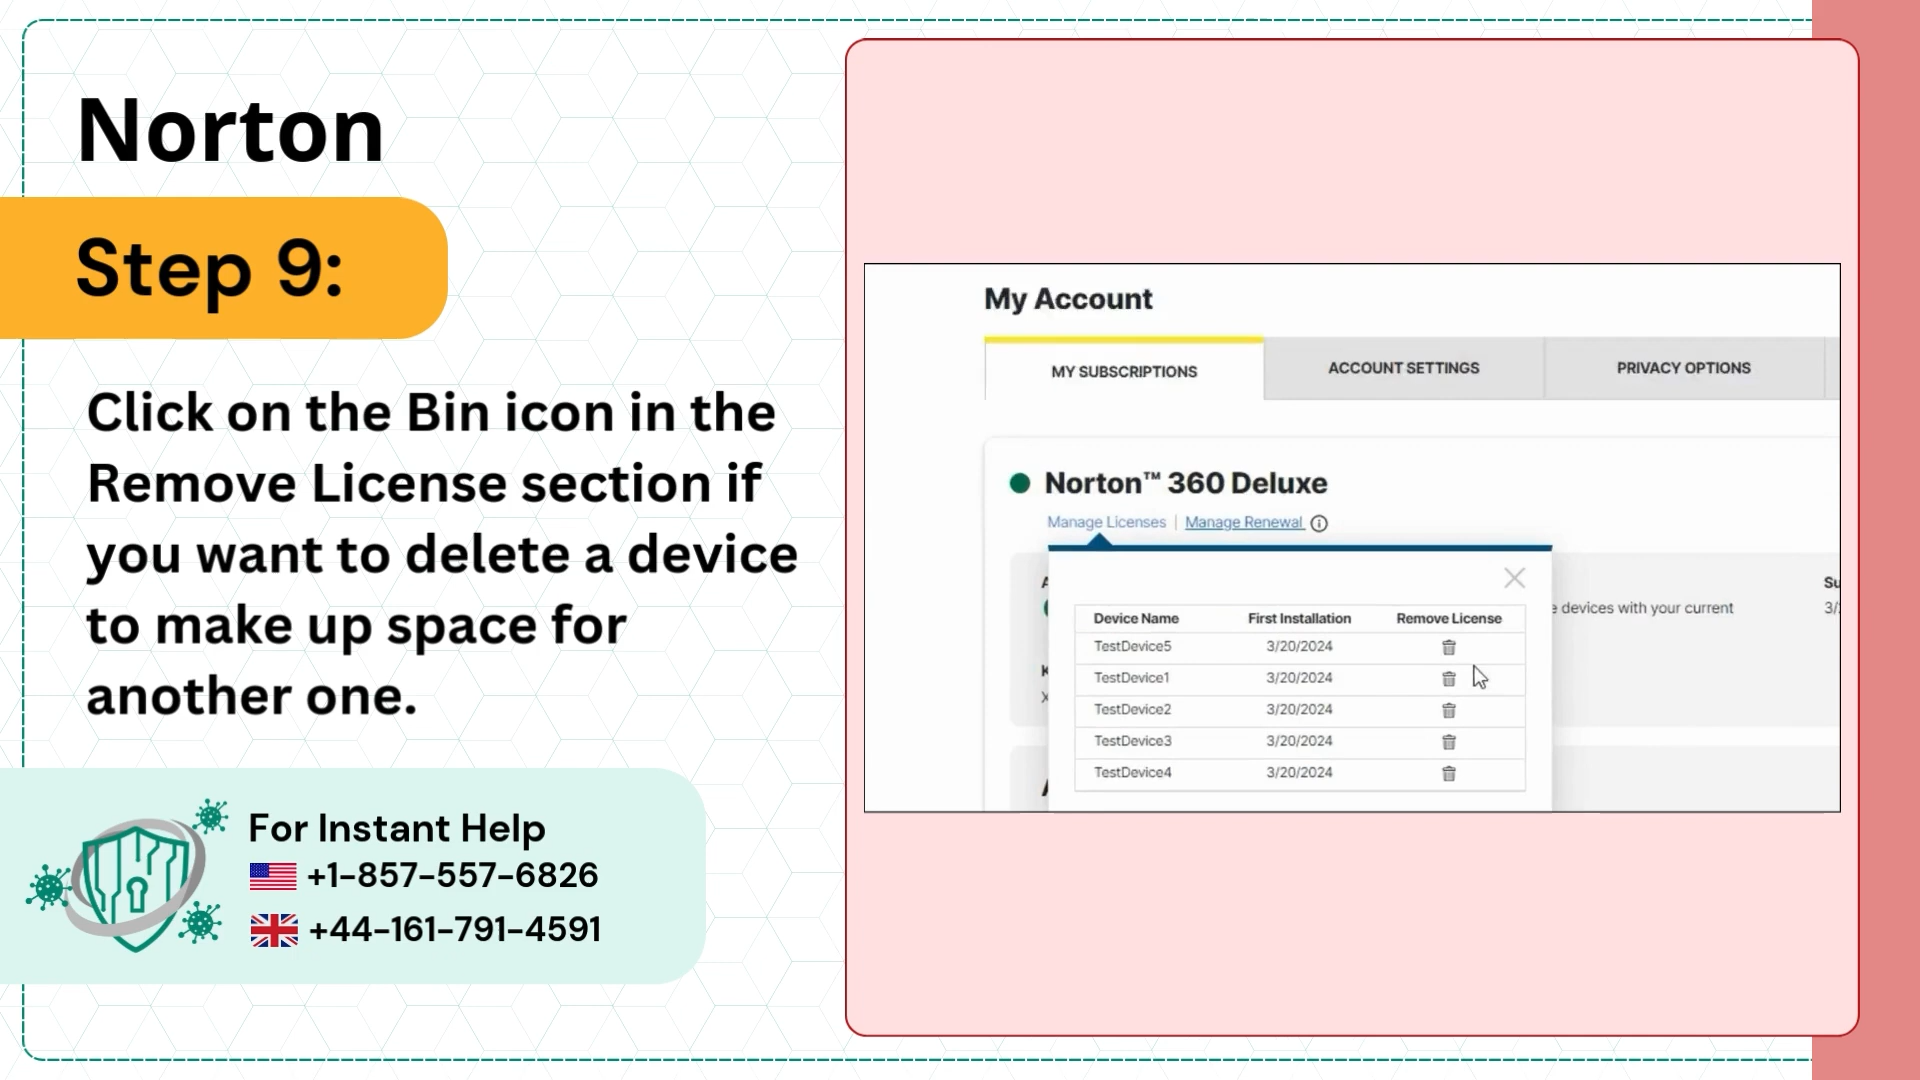 Norton
Step 9:
Click on the Bin icon in the
Remove License section if
you want to delete a device
to make up space for
another one.
For Instant Help
+1-857-557-6826
+44-161-791-4591
My Account
MY SUBSCRIPTIONS
ACCOUNT SETTINGS
PRIVACY OPTIONS
Norton™ 360 Deluxe
Manage Licenses | Manage Renewal
e devices with your current
Su
3/
Device Name First Installation Remove License
TestDevice5 3/20/2024
TestDevice1 3/20/2024
TestDevice2 3/20/2024
TestDevice3 3/20/2024
TestDevice4 3/20/2024